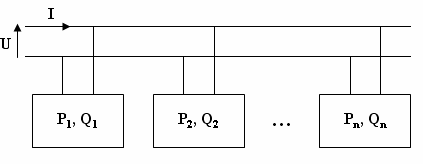 I
U
P₁, Q₁ P₂, Q₂ ... Pₙ, Qₙ